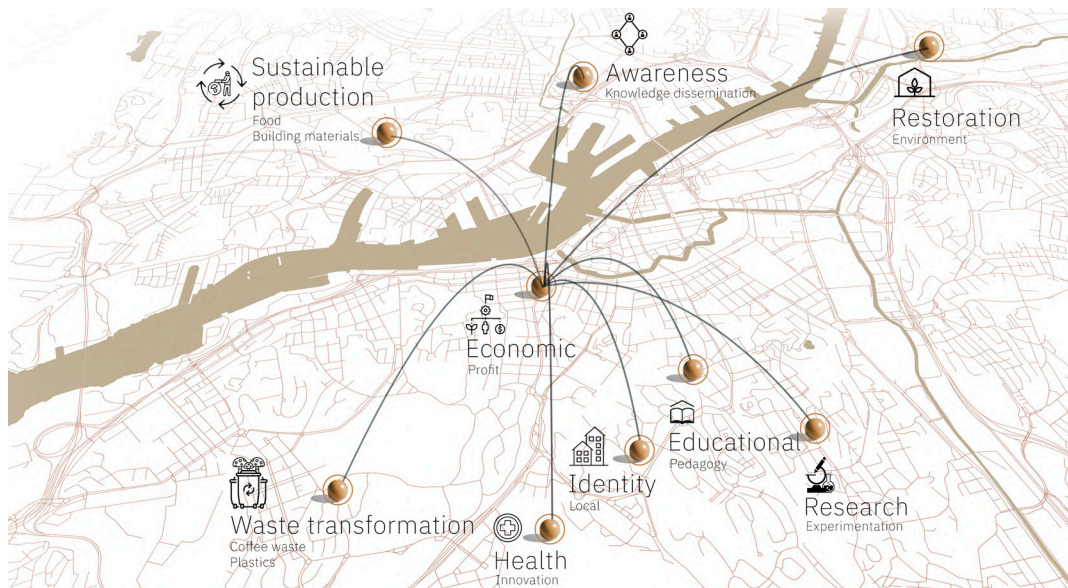 Sustainable
production
Food
Building materials
Awareness
Knowledge dissemination
Restoration
Environment
Economic
Profit
Educational
Pedagogy
Identity
Local
Research
Experimentation
Waste transformation
Coffee waste
Plastics
Health
Innovation